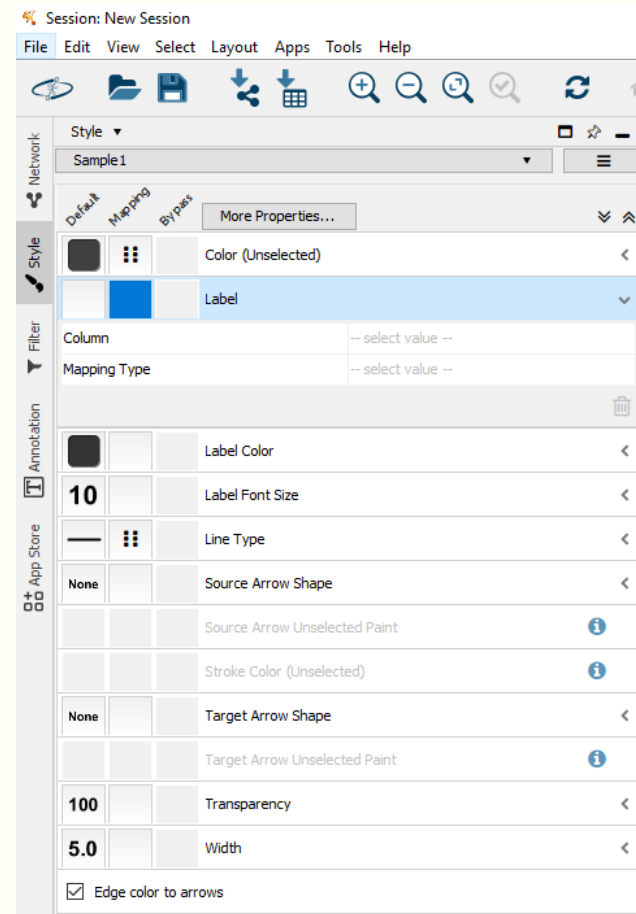 Session: New Session
File Edit View Select Layout Apps Tools Help
Style
Sample1
Default Mapping Bypass More Properties...
Color (Unselected)
Label
Column -- select value --
Mapping Type -- select value --
Label Color
10 Label Font Size
Line Type
None Source Arrow Shape
Source Arrow Unselected Paint
Stroke Color (Unselected)
None Target Arrow Shape
Target Arrow Unselected Paint
100 Transparency
5.0 Width
Edge color to arrows
Network
Style
Filter
T Annotation
App Store